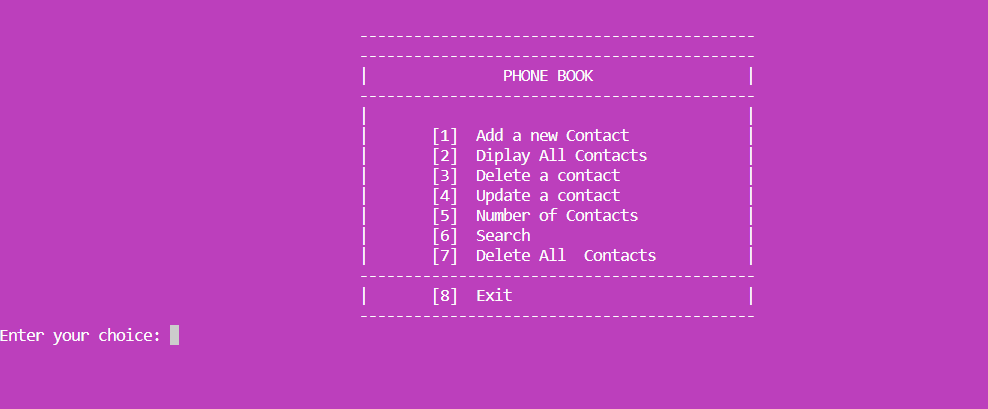 --------------------------------------------
--------------------------------------------
|               PHONE BOOK                 |
--------------------------------------------
|                                          |
|       [1]  Add a new Contact             |
|       [2]  Diplay All Contacts           |
|       [3]  Delete a contact              |
|       [4]  Update a contact              |
|       [5]  Number of Contacts            |
|       [6]  Search                        |
|       [7]  Delete All  Contacts          |
--------------------------------------------
|       [8]  Exit                          |
--------------------------------------------
Enter your choice: